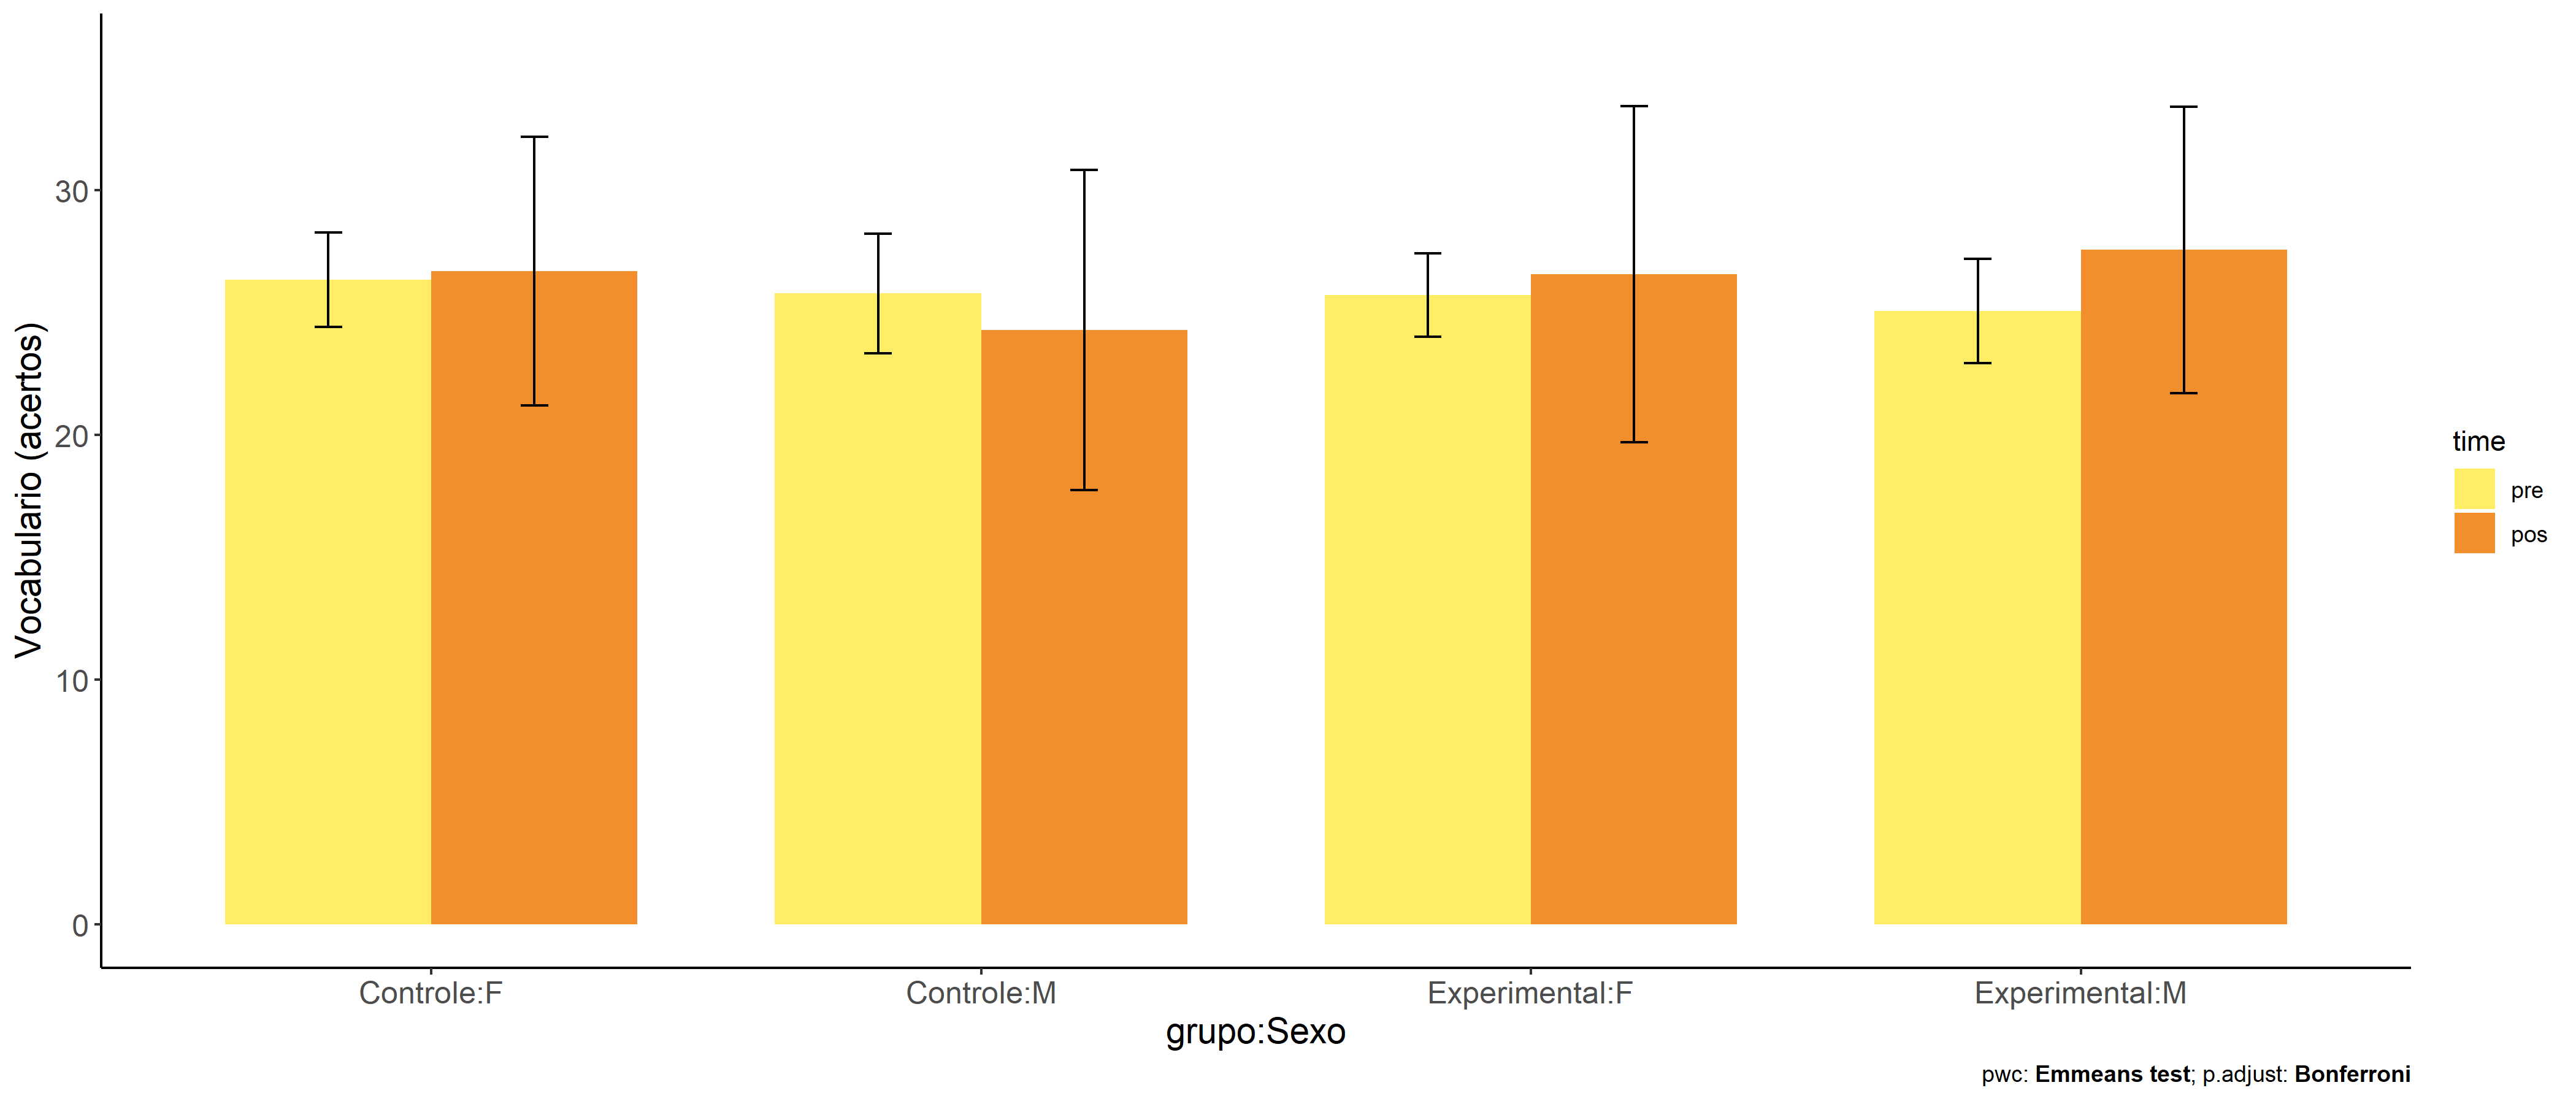 Vocabulario (acertos)
30
20
10
0
Controle:F
Controle:M
Experimental:F
Experimental:M
grupo:Sexo
time
pre
pos
pwc: Emmeans test; p.adjust: Bonferroni